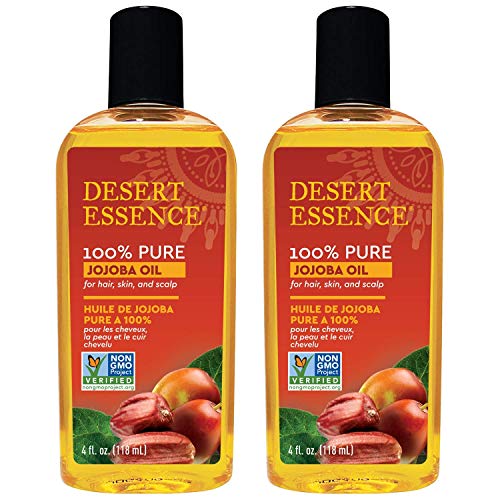 DESERT
ESSENCE®
100% PURE
JOJOBA OIL
for hair, skin, and scalp
HUILE DE JOJOBA
PURE A 100%
pour les cheveux,
la peau et le cuir
chevelu
NON
GMO
Project
VERIFIED
nongmoproject.org
4 fl. oz. (118 mL)
DESERT
ESSENCE®
100% PURE
JOJOBA OIL
for hair, skin, and scalp
HUILE DE JOJOBA
PURE A 100%
pour les cheveux,
la peau et le cuir
chevelu
NON
GMO
Project
VERIFIED
nongmoproject.org
4 fl. oz. (118 mL)